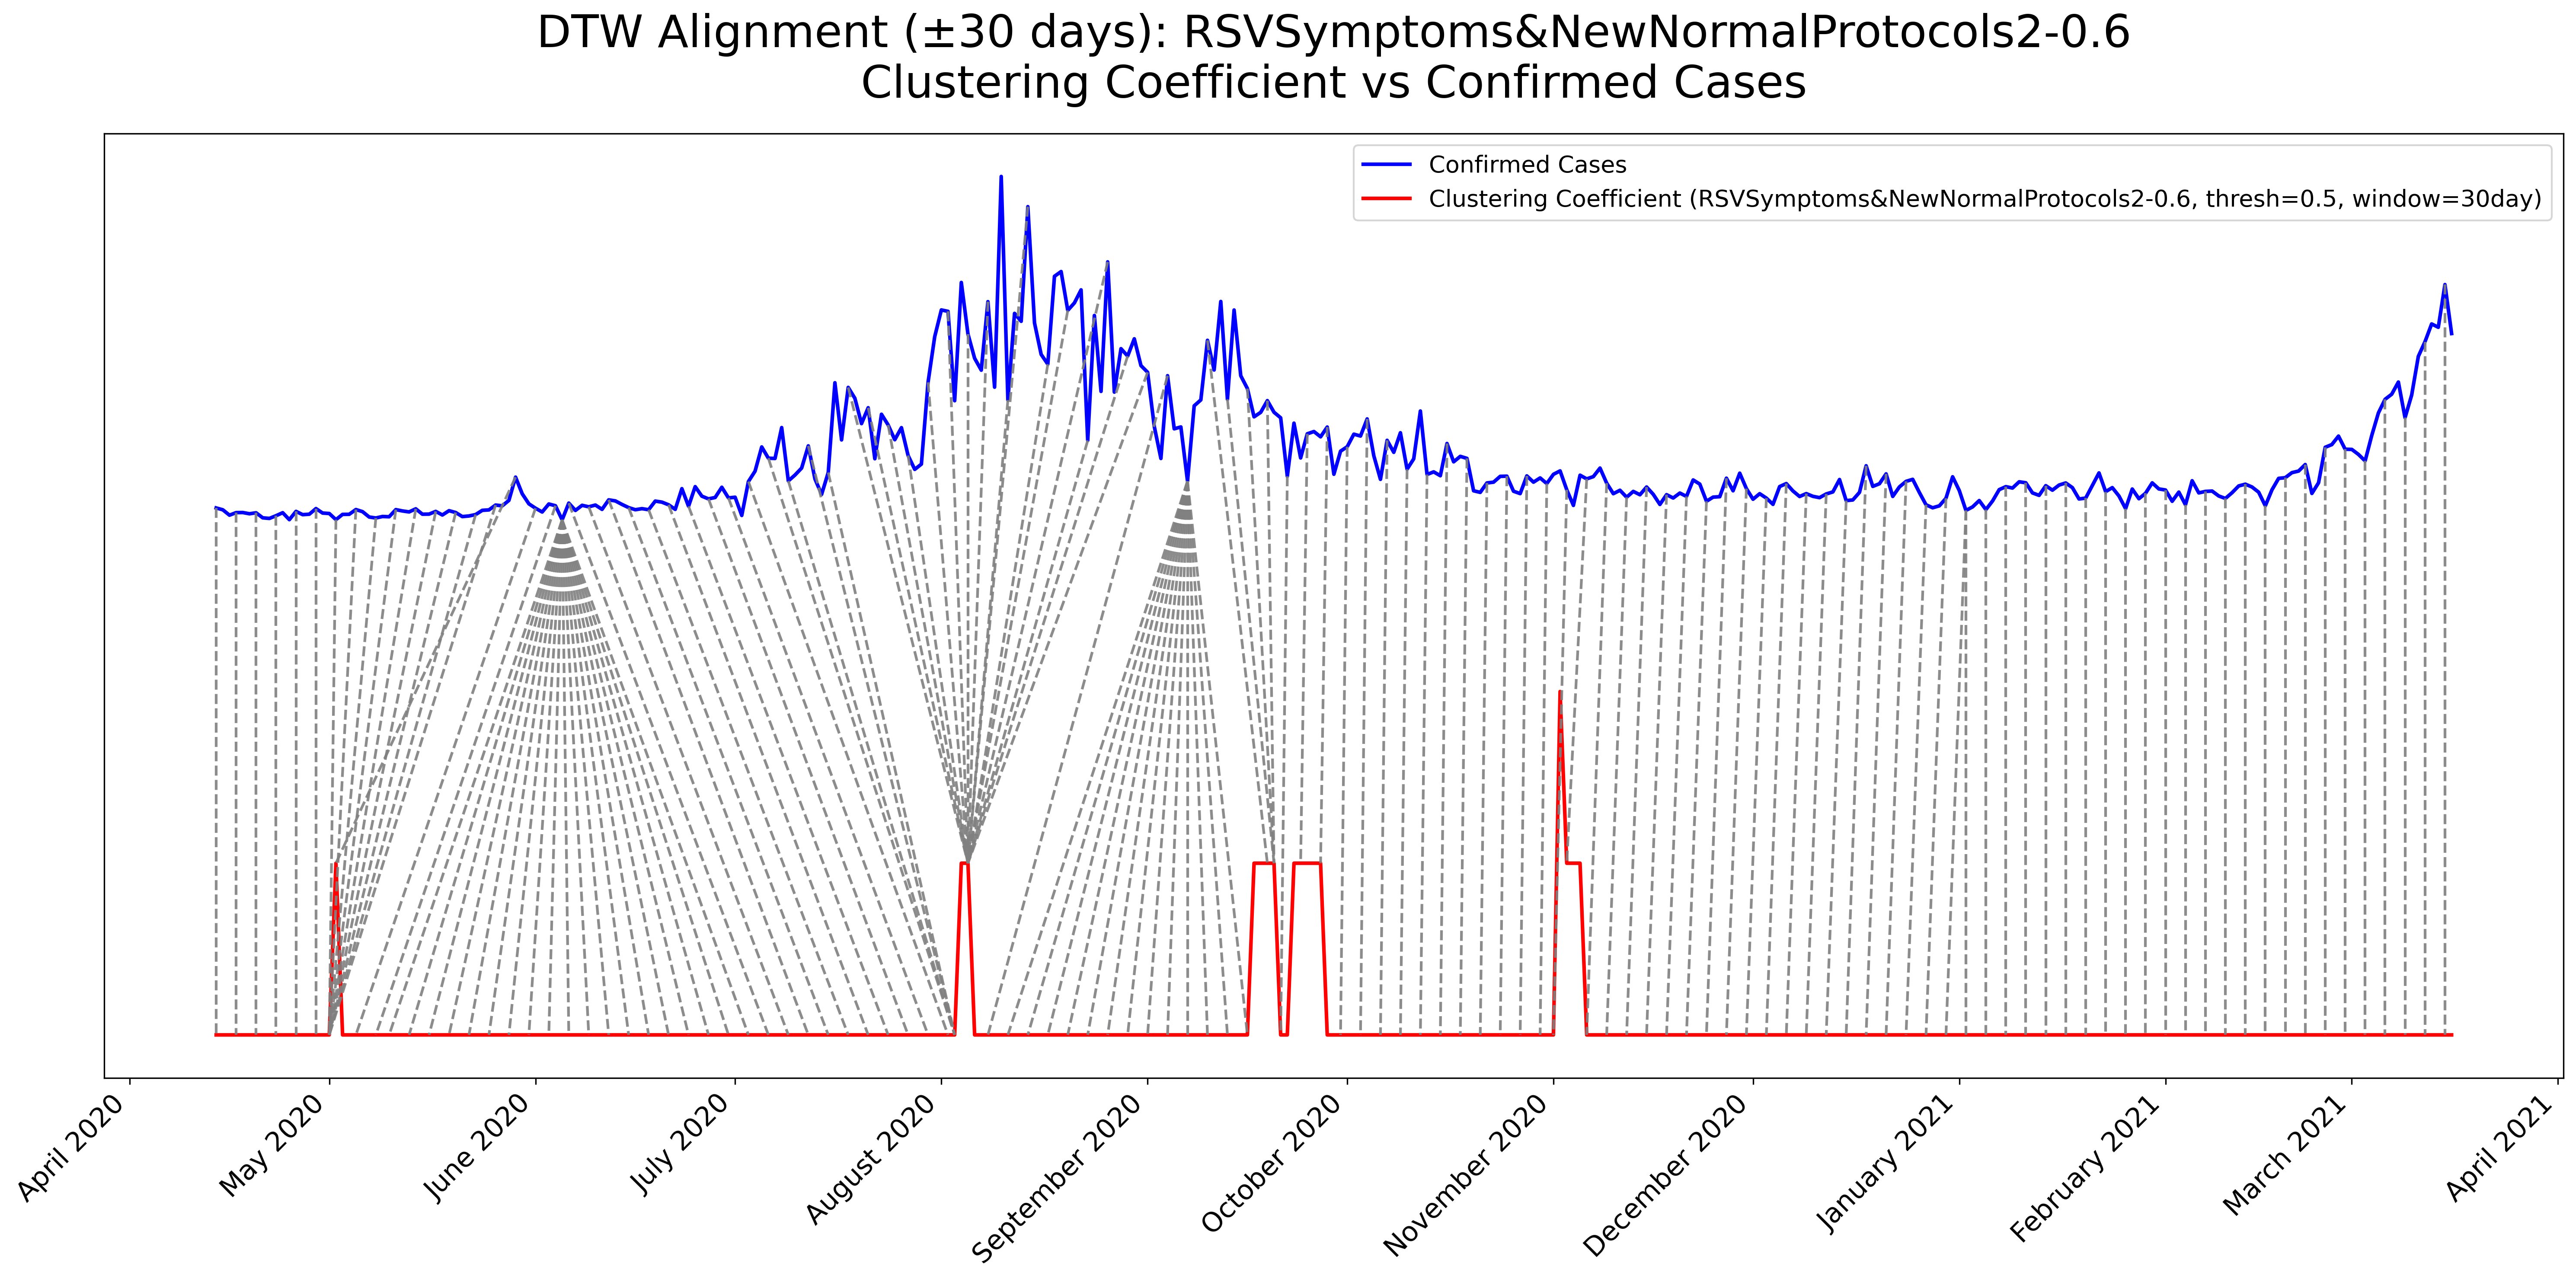 DTW Alignment (±30 days): RSVSymptoms&NewNormalProtocols2-0.6
Clustering Coefficient vs Confirmed Cases
Confirmed Cases
Clustering Coefficient (RSVSymptoms&NewNormalProtocols2-0.6, thresh=0.5, window=30day)
April 2020
May 2020
June 2020
July 2020
August 2020
September 2020
October 2020
November 2020
December 2020
January 2021
February 2021
March 2021
April 2021